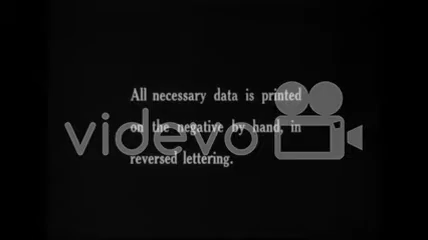 All necessary data is printed
on the negative by hand, in
reversed lettering.
videvo